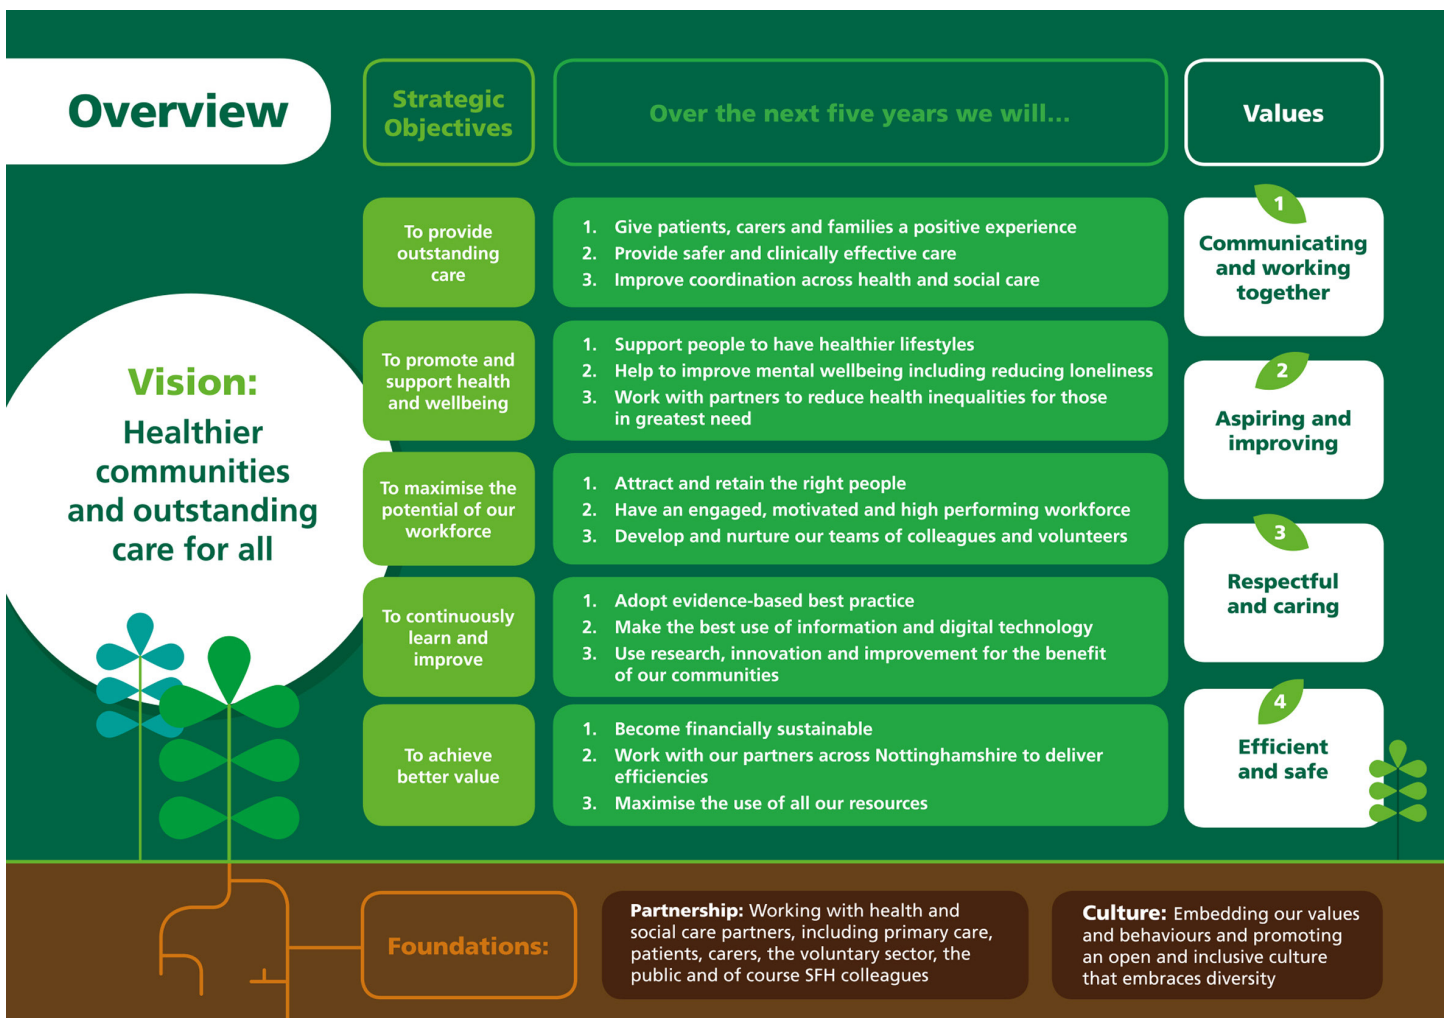 Overview
Strategic
Objectives
Over the next five years we will...
Values
Vision:
Healthier
communities
and outstanding
care for all
To provide
outstanding
care
1. Give patients, carers and families a positive experience
2. Provide safer and clinically effective care
3. Improve coordination across health and social care
To promote and
support health
and wellbeing
1. Support people to have healthier lifestyles
2. Help to improve mental wellbeing including reducing loneliness
3. Work with partners to reduce health inequalities for those
in greatest need
To maximise the
potential of our
workforce
1. Attract and retain the right people
2. Have an engaged, motivated and high performing workforce
3. Develop and nurture our teams of colleagues and volunteers
To continuously
learn and
improve
1. Adopt evidence-based best practice
2. Make the best use of information and digital technology
3. Use research, innovation and improvement for the benefit
of our communities
To achieve
better value
1. Become financially sustainable
2. Work with our partners across Nottinghamshire to deliver
efficiencies
3. Maximise the use of all our resources
1
Communicating
and working
together
2
Aspiring and
improving
3
Respectful
and caring
4
Efficient
and safe
Foundations:
Partnership: Working with health and
social care partners, including primary care,
patients, carers, the voluntary sector, the
public and of course SFH colleagues
Culture: Embedding our values
and behaviours and promoting
an open and inclusive culture
that embraces diversity